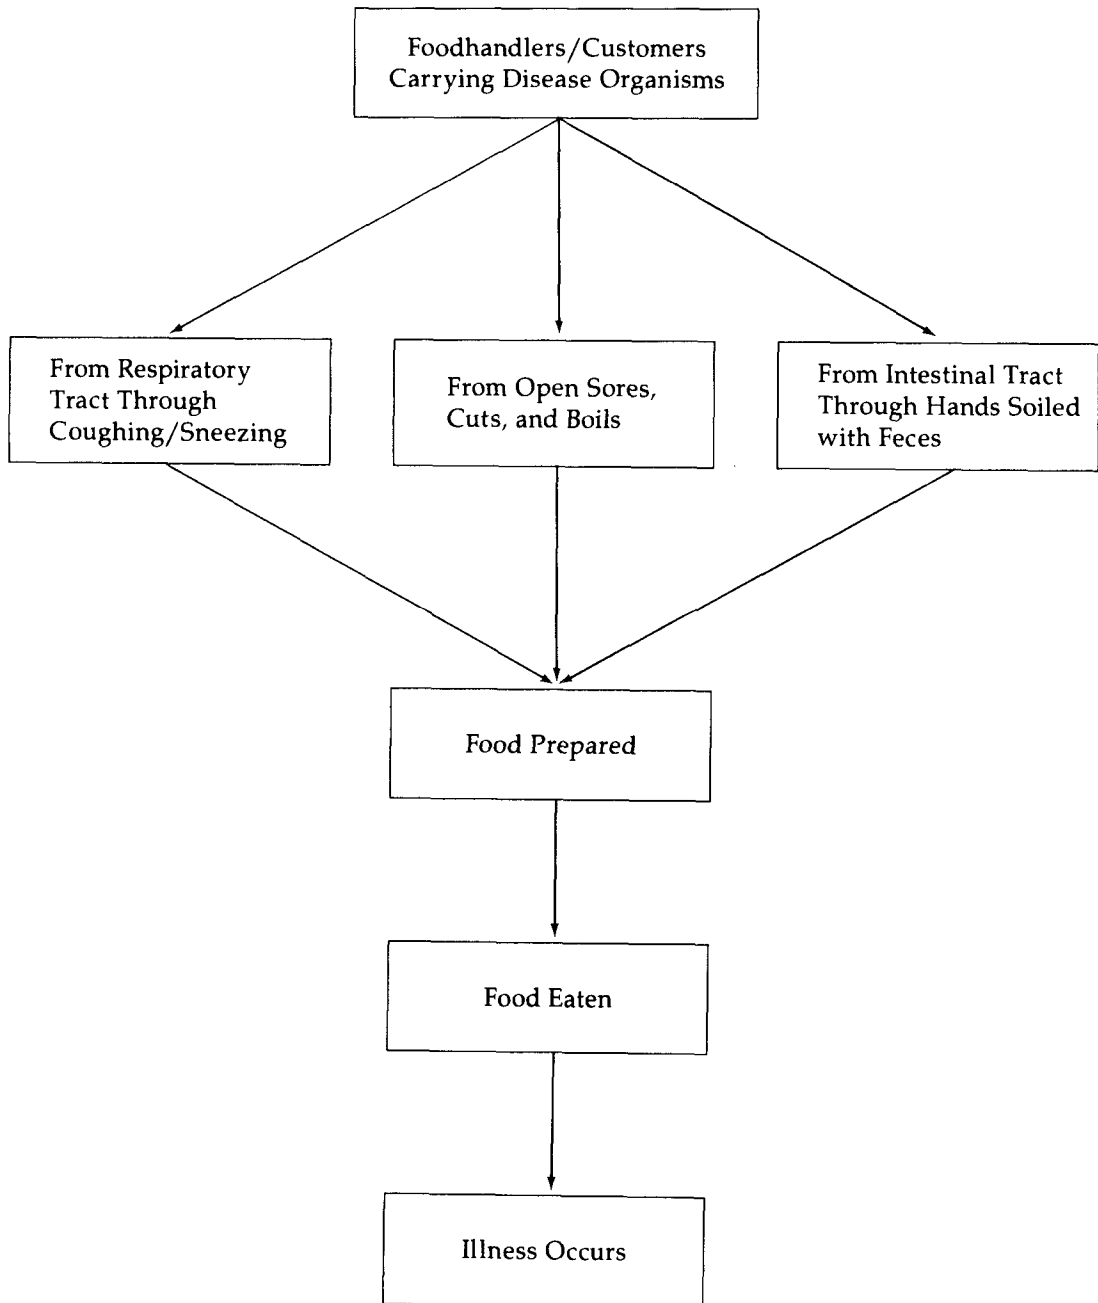 Foodhandlers/Customers
Carrying Disease Organisms
From Respiratory
Tract Through
Coughing/Sneezing
From Open Sores,
Cuts, and Boils
From Intestinal Tract
Through Hands Soiled
with Feces
Food Prepared
Food Eaten
Illness Occurs